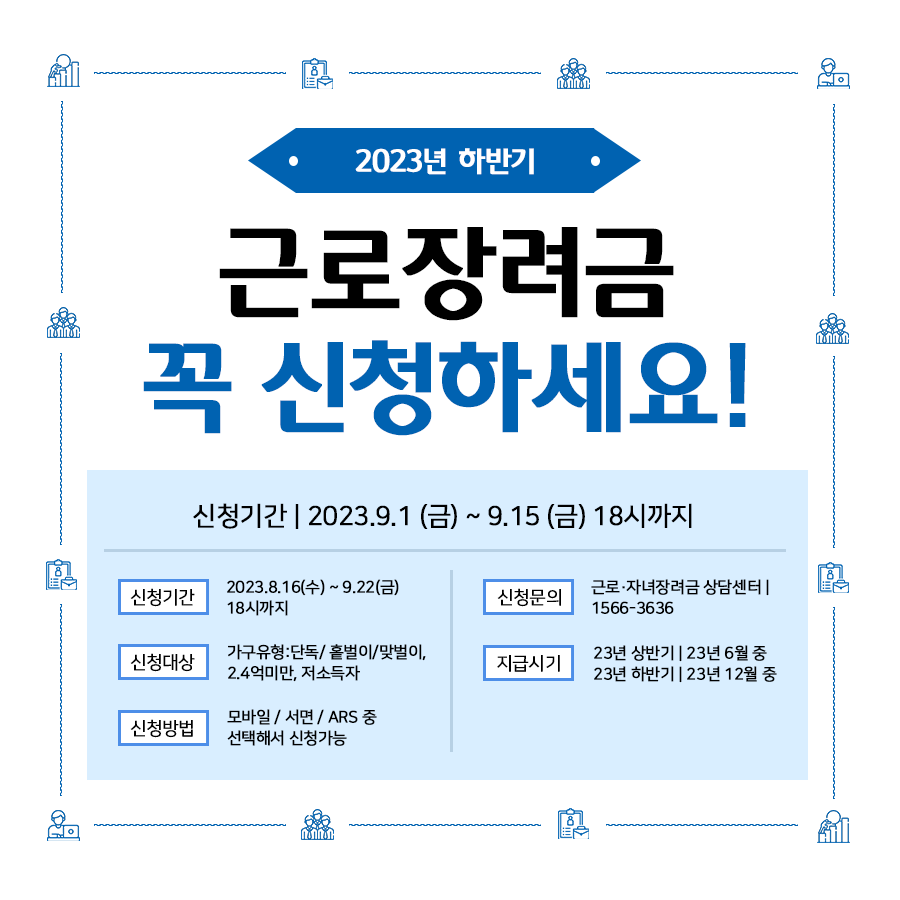 2023년 하반기
근로장려금
꼭 신청하세요!
신청기간 | 2023.9.1 (금) ~ 9.15 (금) 18시까지
신청기간
2023.8.16(수) ~ 9.22(금)
18시까지
신청대상
가구유형:단독/ 홑벌이/맞벌이,
2.4억미만, 저소득자
신청방법
모바일 / 서면 / ARS 중
선택해서 신청가능
신청문의
근로·자녀장려금 상담센터 |
1566-3636
지급시기
23년 상반기 | 23년 6월 중
23년 하반기 | 23년 12월 중